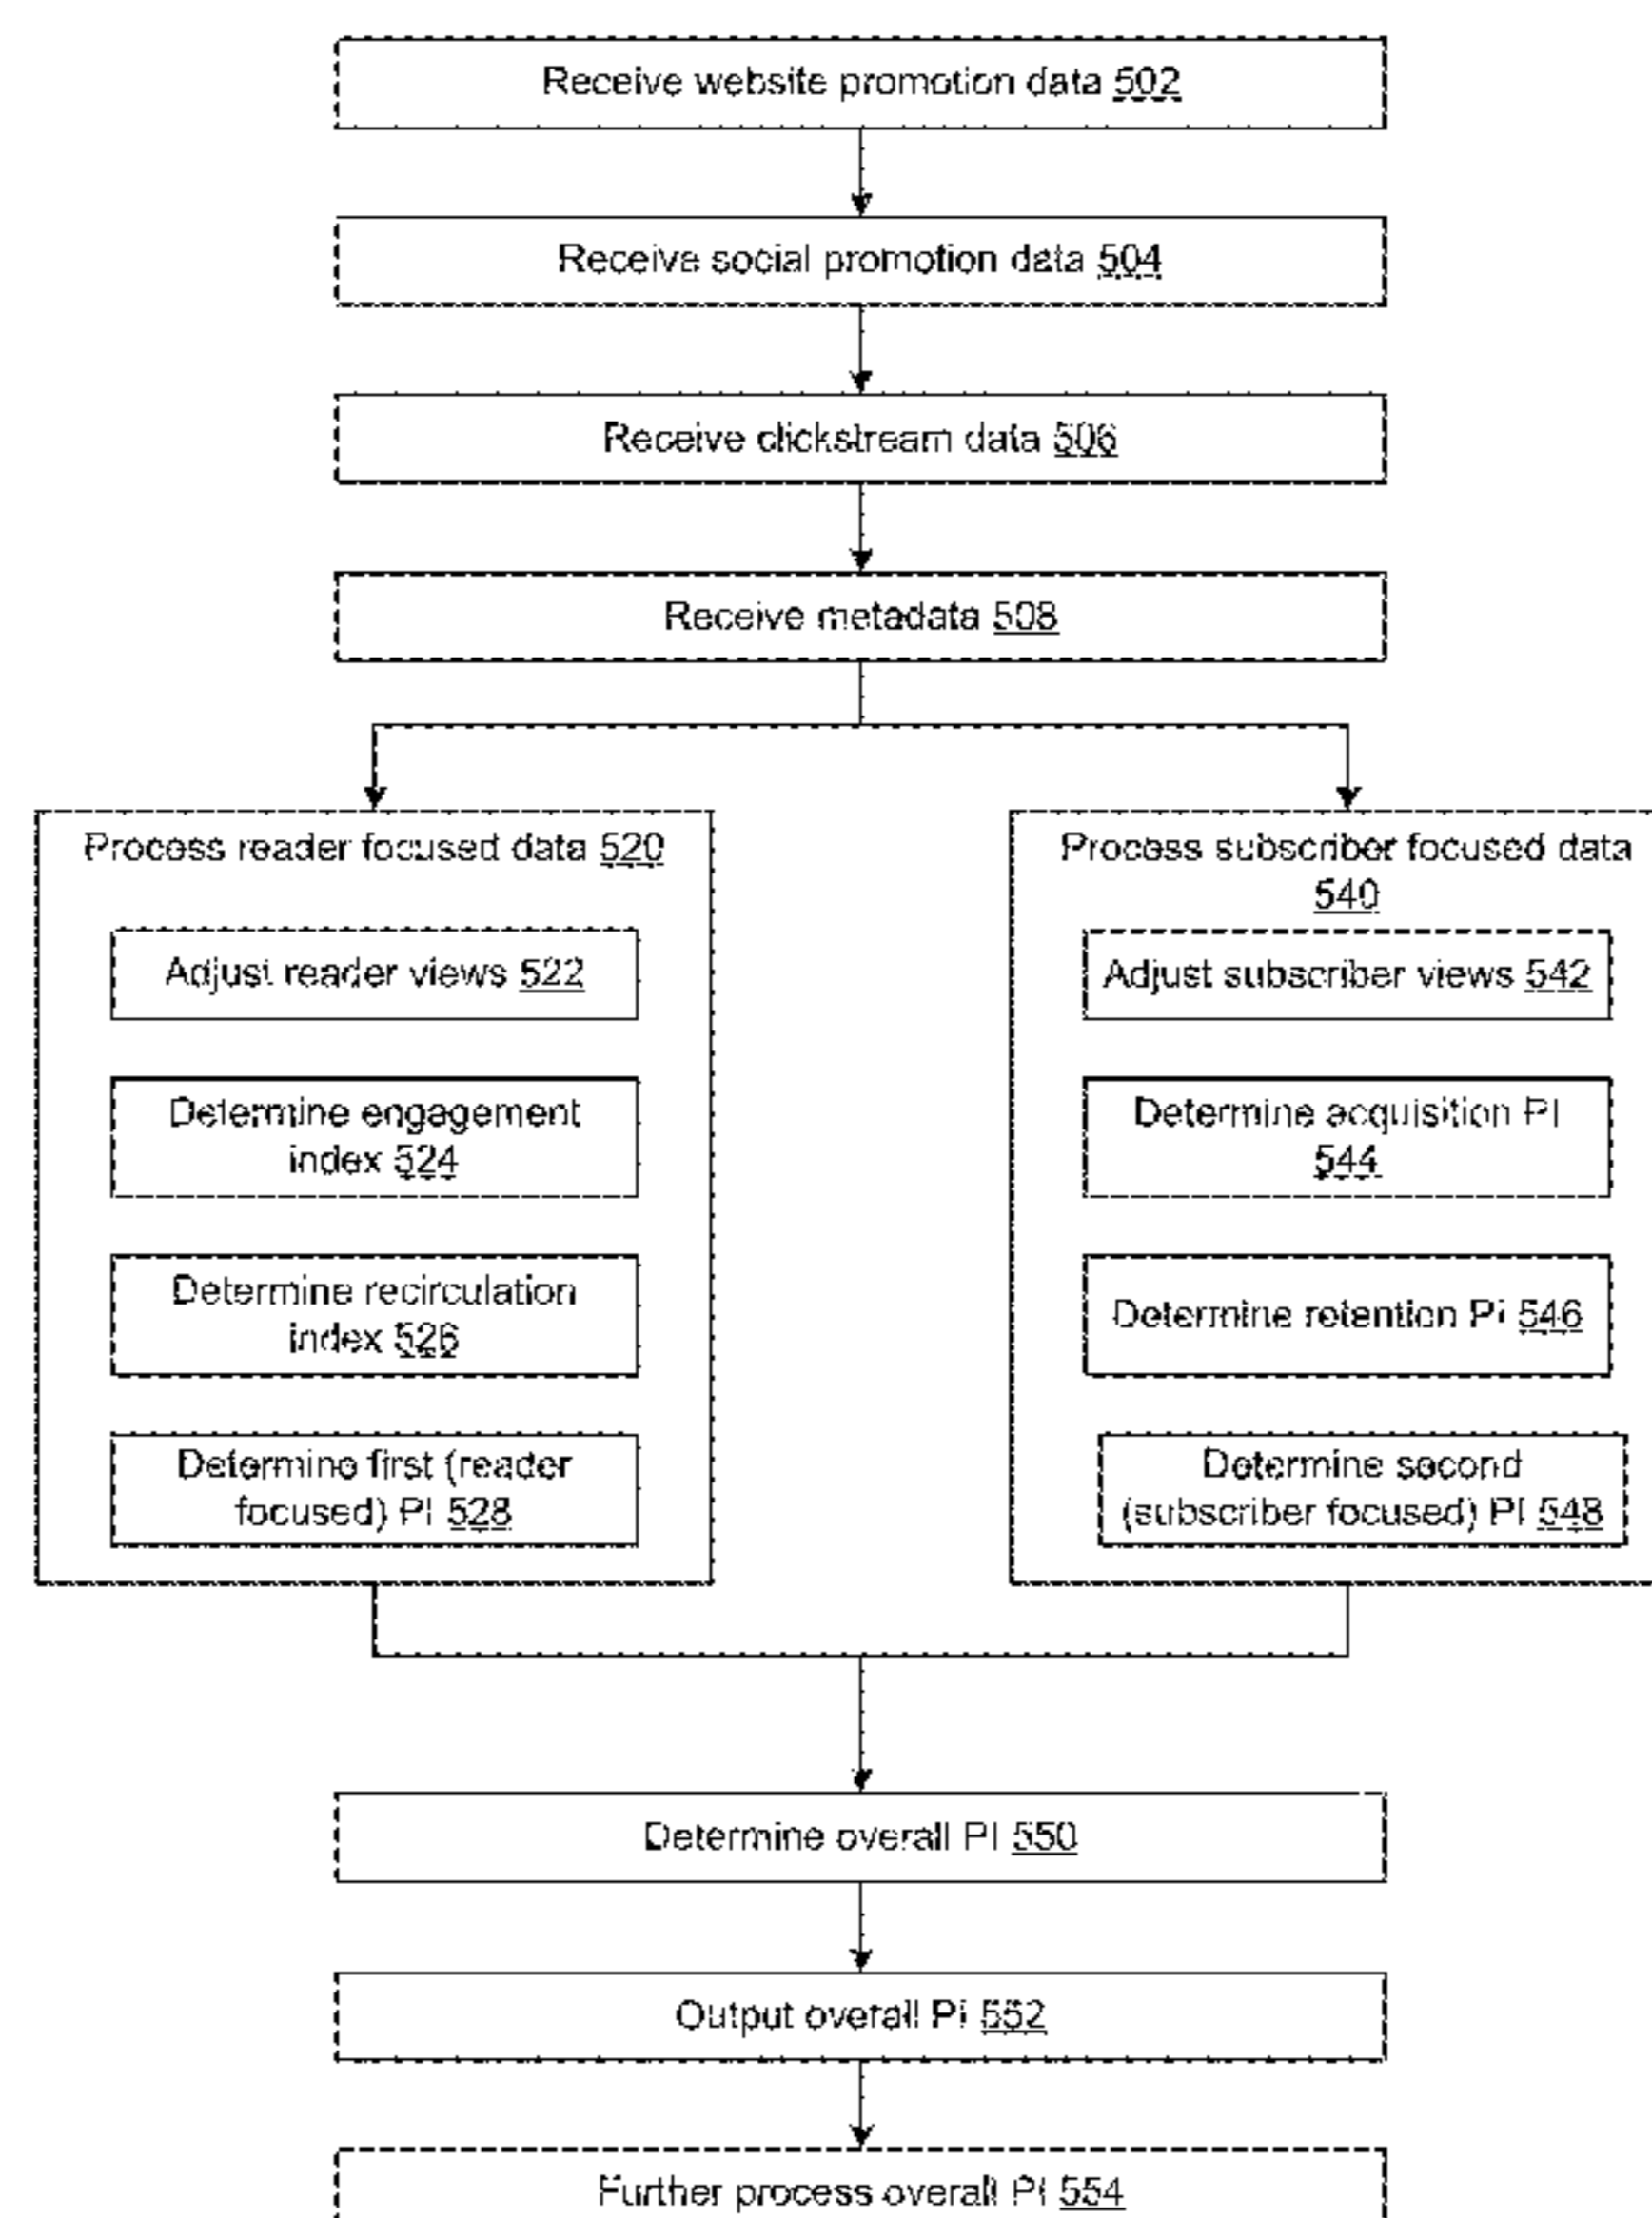 Receive website promotion data 502
Receive social promotion data 504
Receive clickstream data 506
Receive metadata 508
Process reader focused data 520
Adjust reader views 522
Determine engagement
index 524
Determine recirculation
index 526
Determine first (reader
focused) PI 528
Process subscriber focused data
540
Adjust subscriber views 542
Determine acquisition PI
544
Determine retention PI 546
Determine second
(subscriber focused) PI 548
Determine overall PI 550
Output overall PI 552
Further process overall PI 554